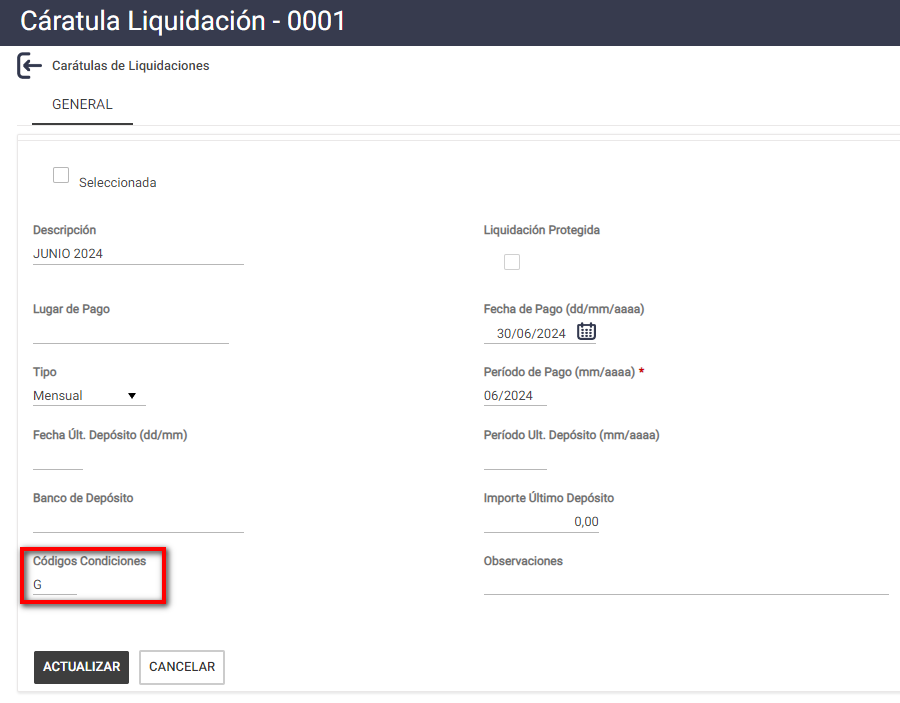 Cáratula Liquidación - 0001
Carátulas de Liquidaciones
GENERAL
Seleccionada
Descripción
JUNIO 2024
Liquidación Protegida
Lugar de Pago
Fecha de Pago (dd/mm/aaaa)
30/06/2024
Tipo
Mensual
Período de Pago (mm/aaaa) *
06/2024
Fecha Últ. Depósito (dd/mm)
Período Ult. Depósito (mm/aaaa)
Banco de Depósito
Importe Último Depósito
0,00
Códigos Condiciones
G
Observaciones
ACTUALIZAR
CANCELAR